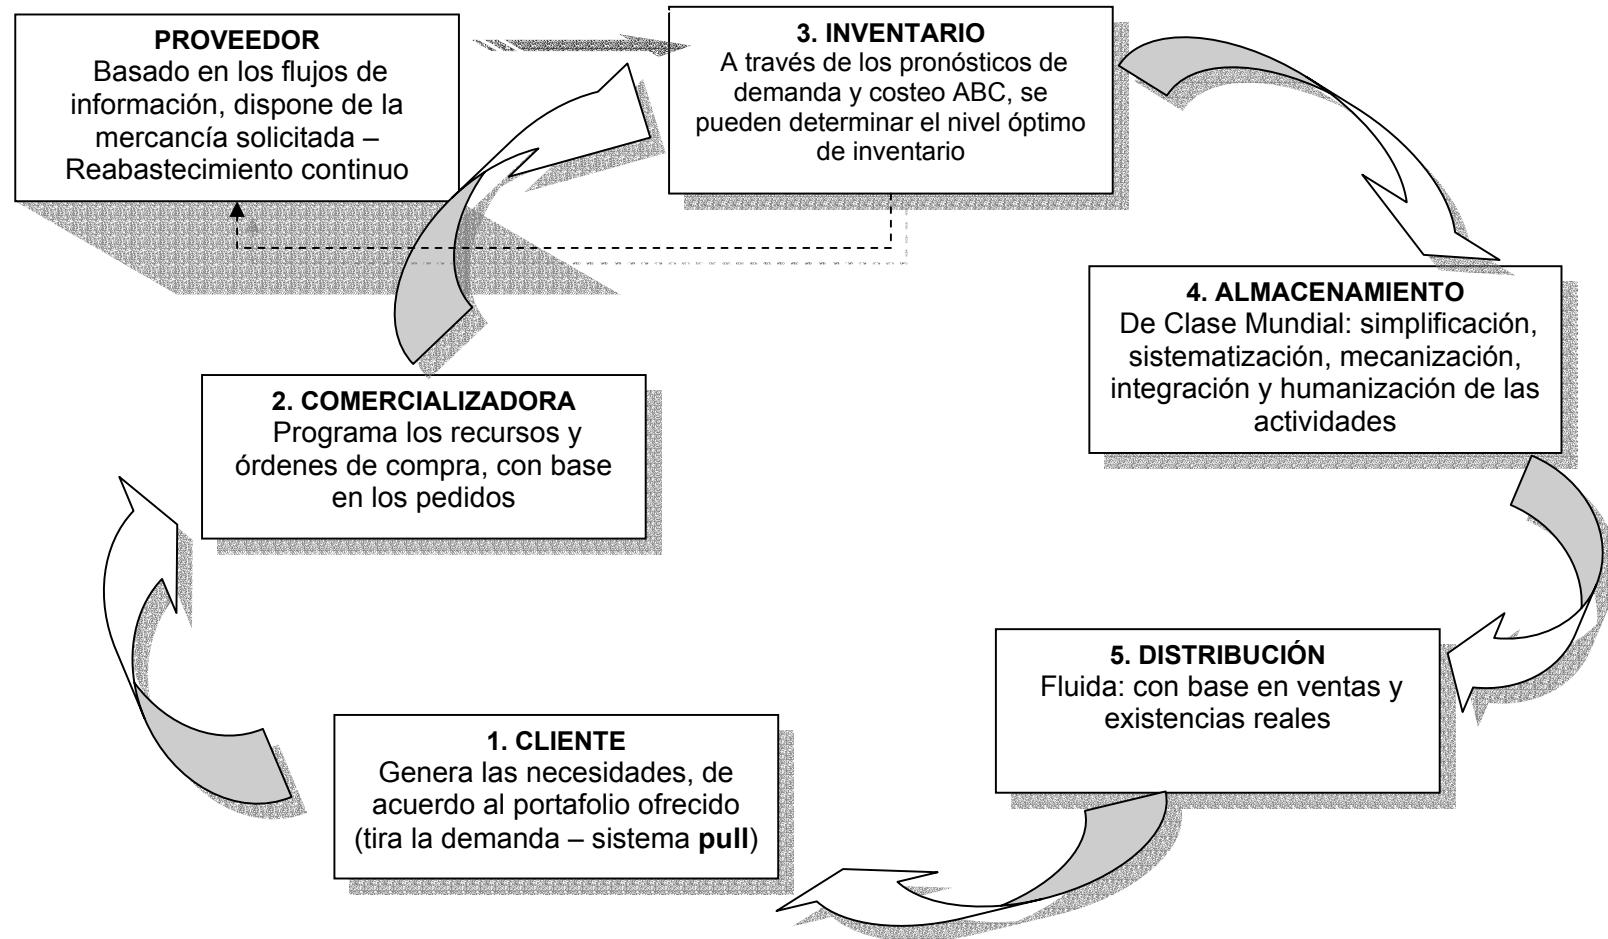 PROVEEDOR
Basado en los flujos de
información, dispone de la
mercancía solicitada –
Reabastecimiento continuo
3. INVENTARIO
A través de los pronósticos de
demanda y costeo ABC, se
pueden determinar el nivel óptimo
de inventario
4. ALMACENAMIENTO
De Clase Mundial: simplificación,
sistematización, mecanización,
integración y humanización de las
actividades
2. COMERCIALIZADORA
Programa los recursos y
órdenes de compra, con base
en los pedidos
5. DISTRIBUCIÓN
Fluida: con base en ventas y
existencias reales
1. CLIENTE
Genera las necesidades, de
acuerdo al portafolio ofrecido
(tira la demanda – sistema pull)